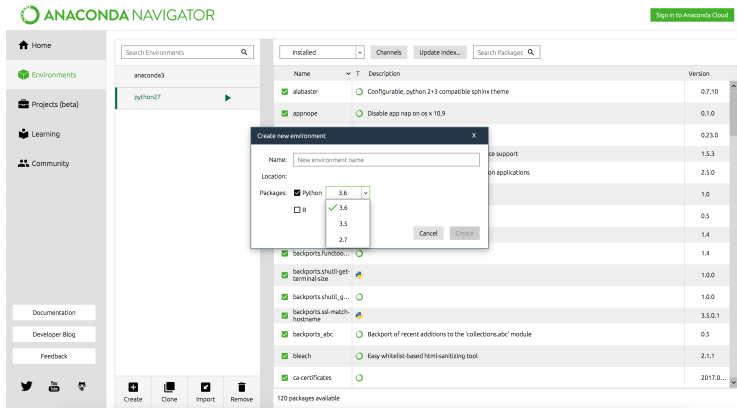 ANACONDA NAVIGATOR
Sign in to Anaconda Cloud
Home
Environments
Projects (beta)
Learning
Community
Documentation
Developer Blog
Feedback
You
Tube
Search Environments
anaconda3
python27
Create
Clone
Import
Remove
Installed
Channels
Update index...
Search Packages
Name T Description Version
alabaster Configurable, python 2+3 compatible sphinx theme 0.7.10
appnope Disable app nap on os x 10.9 0.1.0
0.23.0
ce support 1.5.3
on applications 2.5.0
1.0
0.5
1.4
backports.functoo... 1.4
backports.shutil-get-
terminal-size 1.0.0
backports.shutil_g... 1.0.0
backports.ssl-match-
hostname 3.5.0.1
backports_abc Backport of recent additions to the 'collections.abc' module 0.5
bleach Easy whitelist-based html-sanitizing tool 2.1.1
ca-certificates 2017.0...
120 packages available
Create new environment X
Name: New environment name
Location:
Packages: Python 3.6
R
3.6
3.5
2.7
Cancel
Create